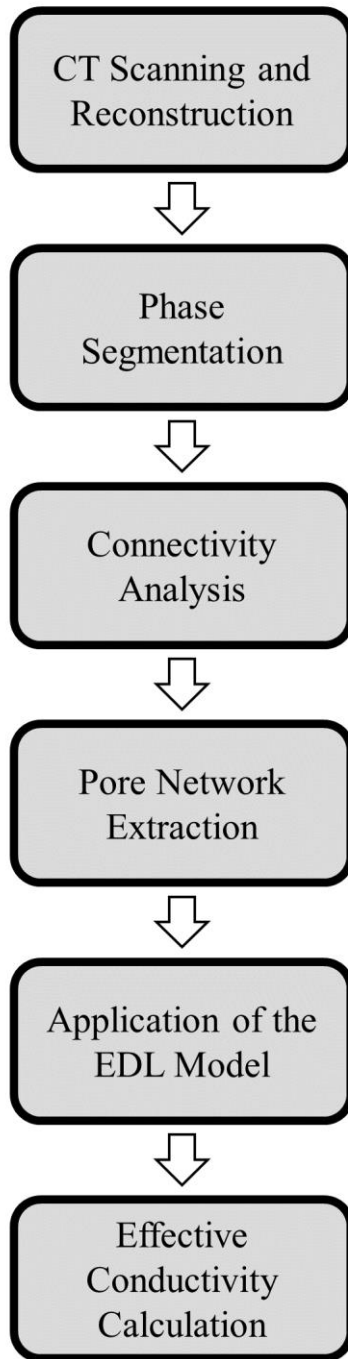 CT Scanning and
Reconstruction
Phase
Segmentation
Connectivity
Analysis
Pore Network
Extraction
Application of the
EDL Model
Effective
Conductivity
Calculation